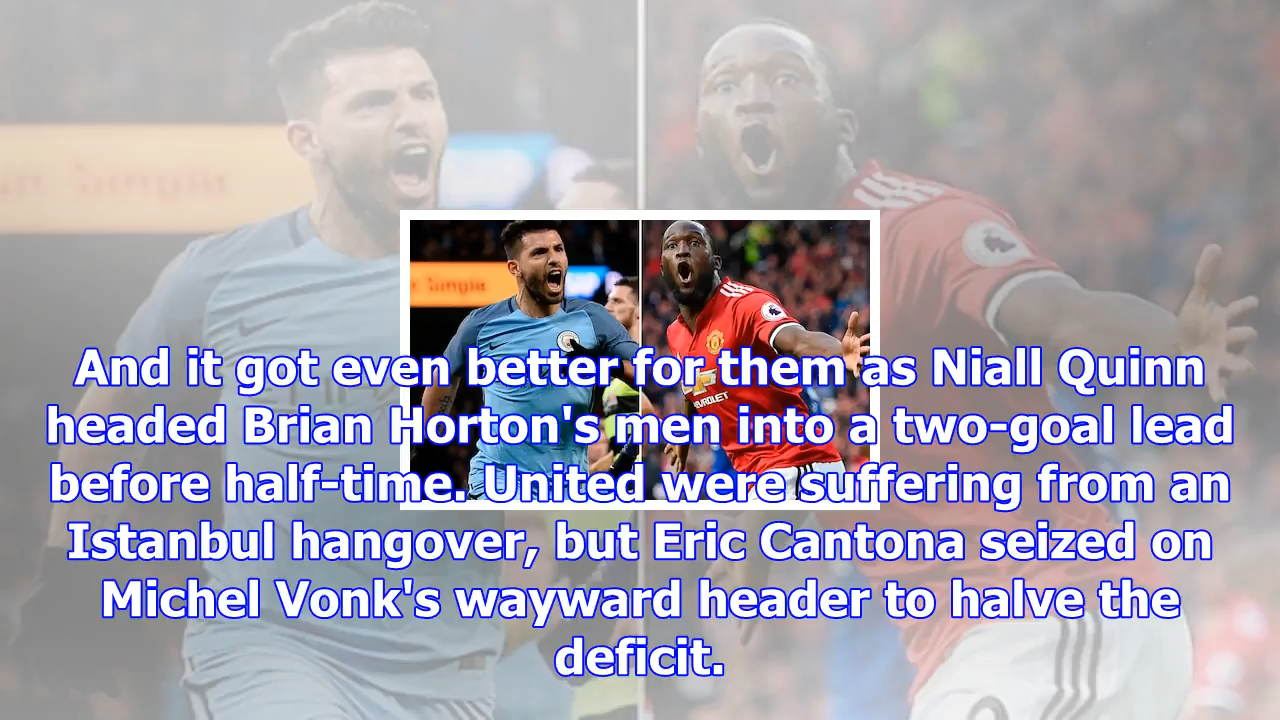 And it got even better for them as Niall Quinn
headed Brian Horton's men into a two-goal lead
before half-time. United were suffering from an
Istanbul hangover, but Eric Cantona seized on
Michel Vonk's wayward header to halve the
deficit.
Simple
CHEVROLET